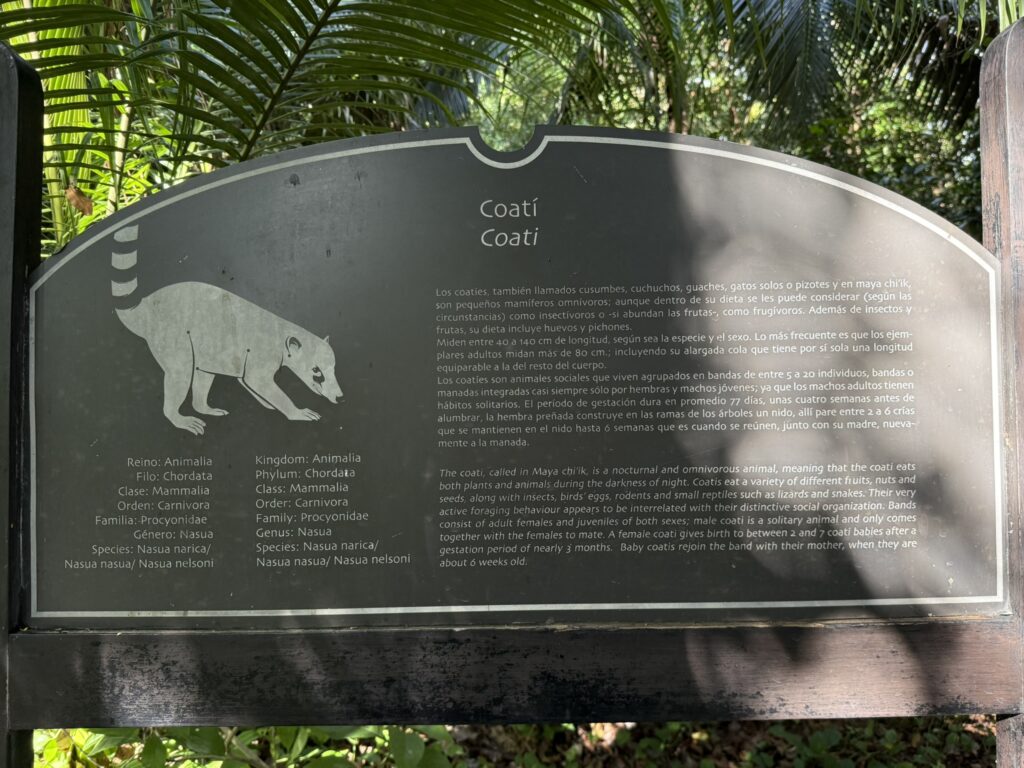 Coatí
Coati
Los coaties, también llamados cusumbes, cuchuchos, guaches, gatos solos o pizotes y en maya chi'ik,
son pequeños mamíferos omnívoros; aunque dentro de su dieta se les puede considerar (según las
circunstancias) como insectívoros o -si abundan las frutas-, como frugívoros. Además de insectos y
frutas, su dieta incluye huevos y pichones.
Miden entre 40 a 140 cm de longitud, según sea la especie y el sexo. Lo más frecuente es que los ejem-
plares adultos midan más de 80 cm.; incluyendo su alargada cola que tiene por sí sola una longitud
equiparable a la del resto del cuerpo.
Los coaties son animales sociales que viven agrupados en bandas de entre 5 a 20 individuos, bandas o
manadas integradas casi siempre sólo por hembras y machos jóvenes; ya que los machos adultos tienen
hábitos solitarios. El período de gestación dura en promedio 77 días, unas cuatro semanas antes de
alumbrar, la hembra preñada construye en las ramas de los árboles un nido, allí pare entre 2 a 6 crías
que se mantienen en el nido hasta 6 semanas que es cuando se reúnen, junto con su madre, nueva-
mente a la manada.
The coati, called in Maya chi'ik, is a nocturnal and omnivorous animal, meaning that the coati eats
both plants and animals during the darkness of night. Coatis eat a variety of different fruits, nuts and
seeds, along with insects, birds' eggs, rodents and small reptiles such as lizards and snakes. Their very
active foraging behaviour appears to be interrelated with their distinctive social organization. Bands
consist of adult females and juveniles of both sexes; male coati is a solitary animal and only comes
together with the females to mate. A female coati gives birth to between 2 and 7 coati babies after a
gestation period of nearly 3 months. Baby coatis rejoin the band with their mother, when they are
about 6 weeks old.
Reino: Animalia
Filo: Chordata
Clase: Mammalia
Orden: Carnivora
Familia: Procyonidae
Género: Nasua
Species: Nasua narica/
Nasua nasua/ Nasua nelsoni
Kingdom: Animalia
Phylum: Chordata
Class: Mammalia
Order: Carnivora
Family: Procyonidae
Genus: Nasua
Species: Nasua narica/
Nasua nasua/ Nasua nelsoni